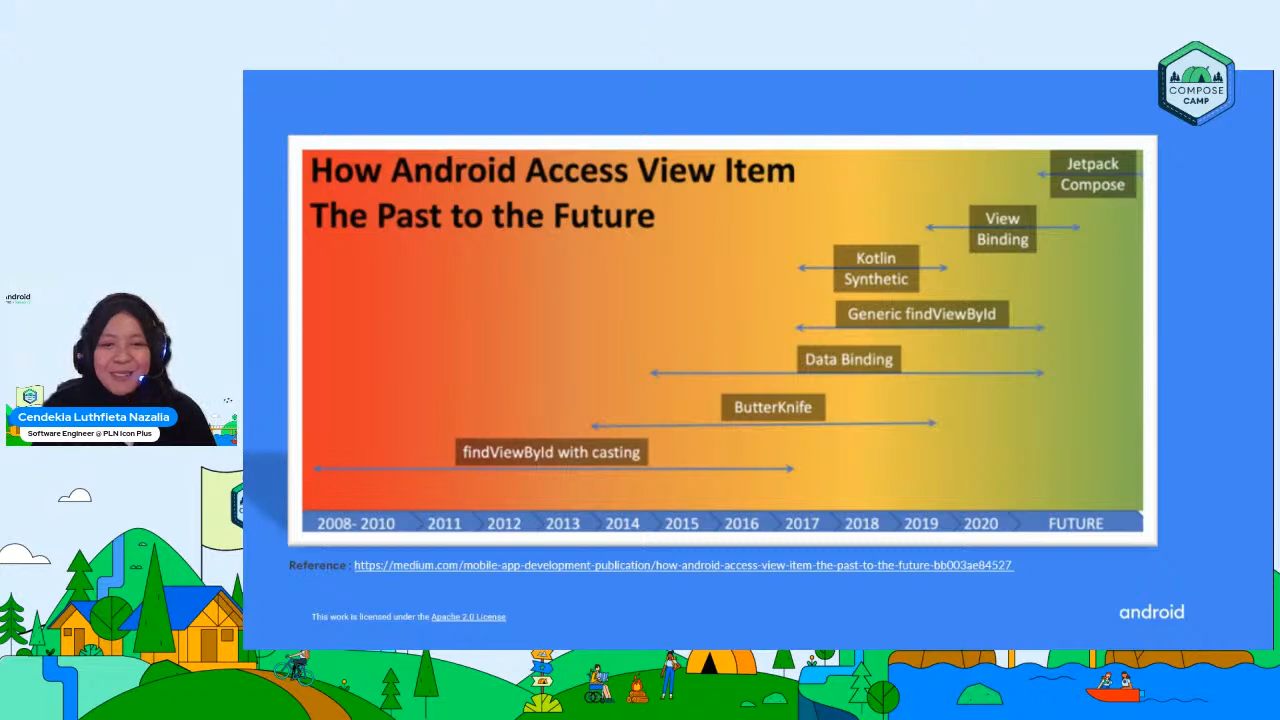 COMPOSE
CAMP
How Android Access View Item
The Past to the Future
Jetpack
Compose
View
Binding
Kotlin
Synthetic
Generic findViewById
Data Binding
ButterKnife
findViewById with casting
2008- 2010 2011 2012 2013 2014 2015 2016 2017 2018 2019 2020 FUTURE
Reference : https://medium.com/mobile-app-development-publication/how-android-access-view-item-the-past-to-the-future-bb003ae84527
This work is licensed under the Apache 2.0 License
android
ndroid
Cendekia Luthfieta Nazalia
Software Engineer @ PLN Icon Plus